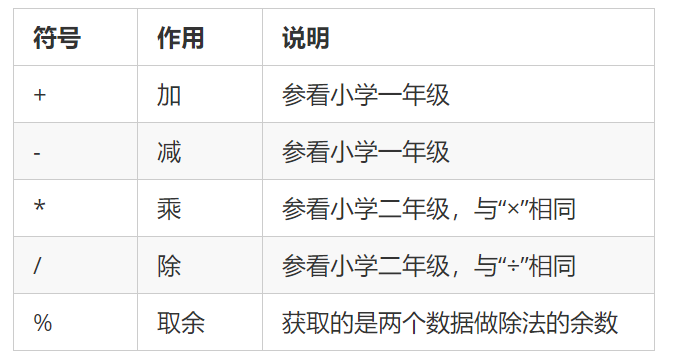 符号 作用 说明
+ 加 参看小学一年级
- 减 参看小学一年级
* 乘 参看小学二年级，与“×”相同
/ 除 参看小学二年级，与“÷”相同
% 取余 获取的是两个数据做除法的余数